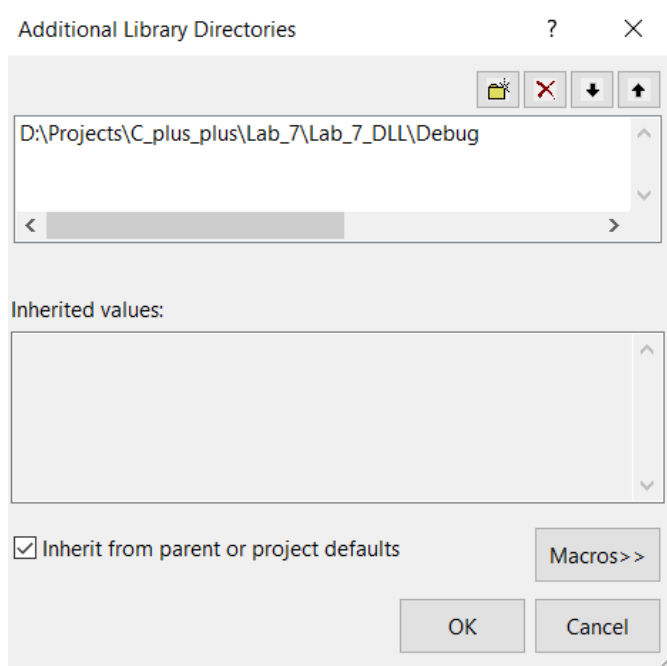 Additional Library Directories ?
D:\Projects\C_plus_plus\Lab_7\Lab_7_DLL\Debug
Inherited values:
Inherit from parent or project defaults
Macros>>
OK
Cancel